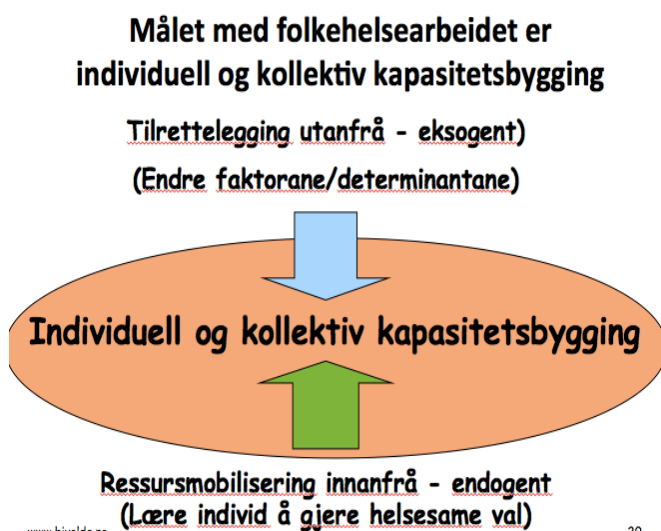 Målet med folkehelsearbeidet er
individuell og kollektiv kapasitetsbygging
Tilrettelegging utanfrå - eksogent)
(Endre faktorane/determinantane)
Individuell og kollektiv kapasitetsbygging
Ressursmobilisering innanfrå - endogent
(Lære individ å gjere helsesame val)